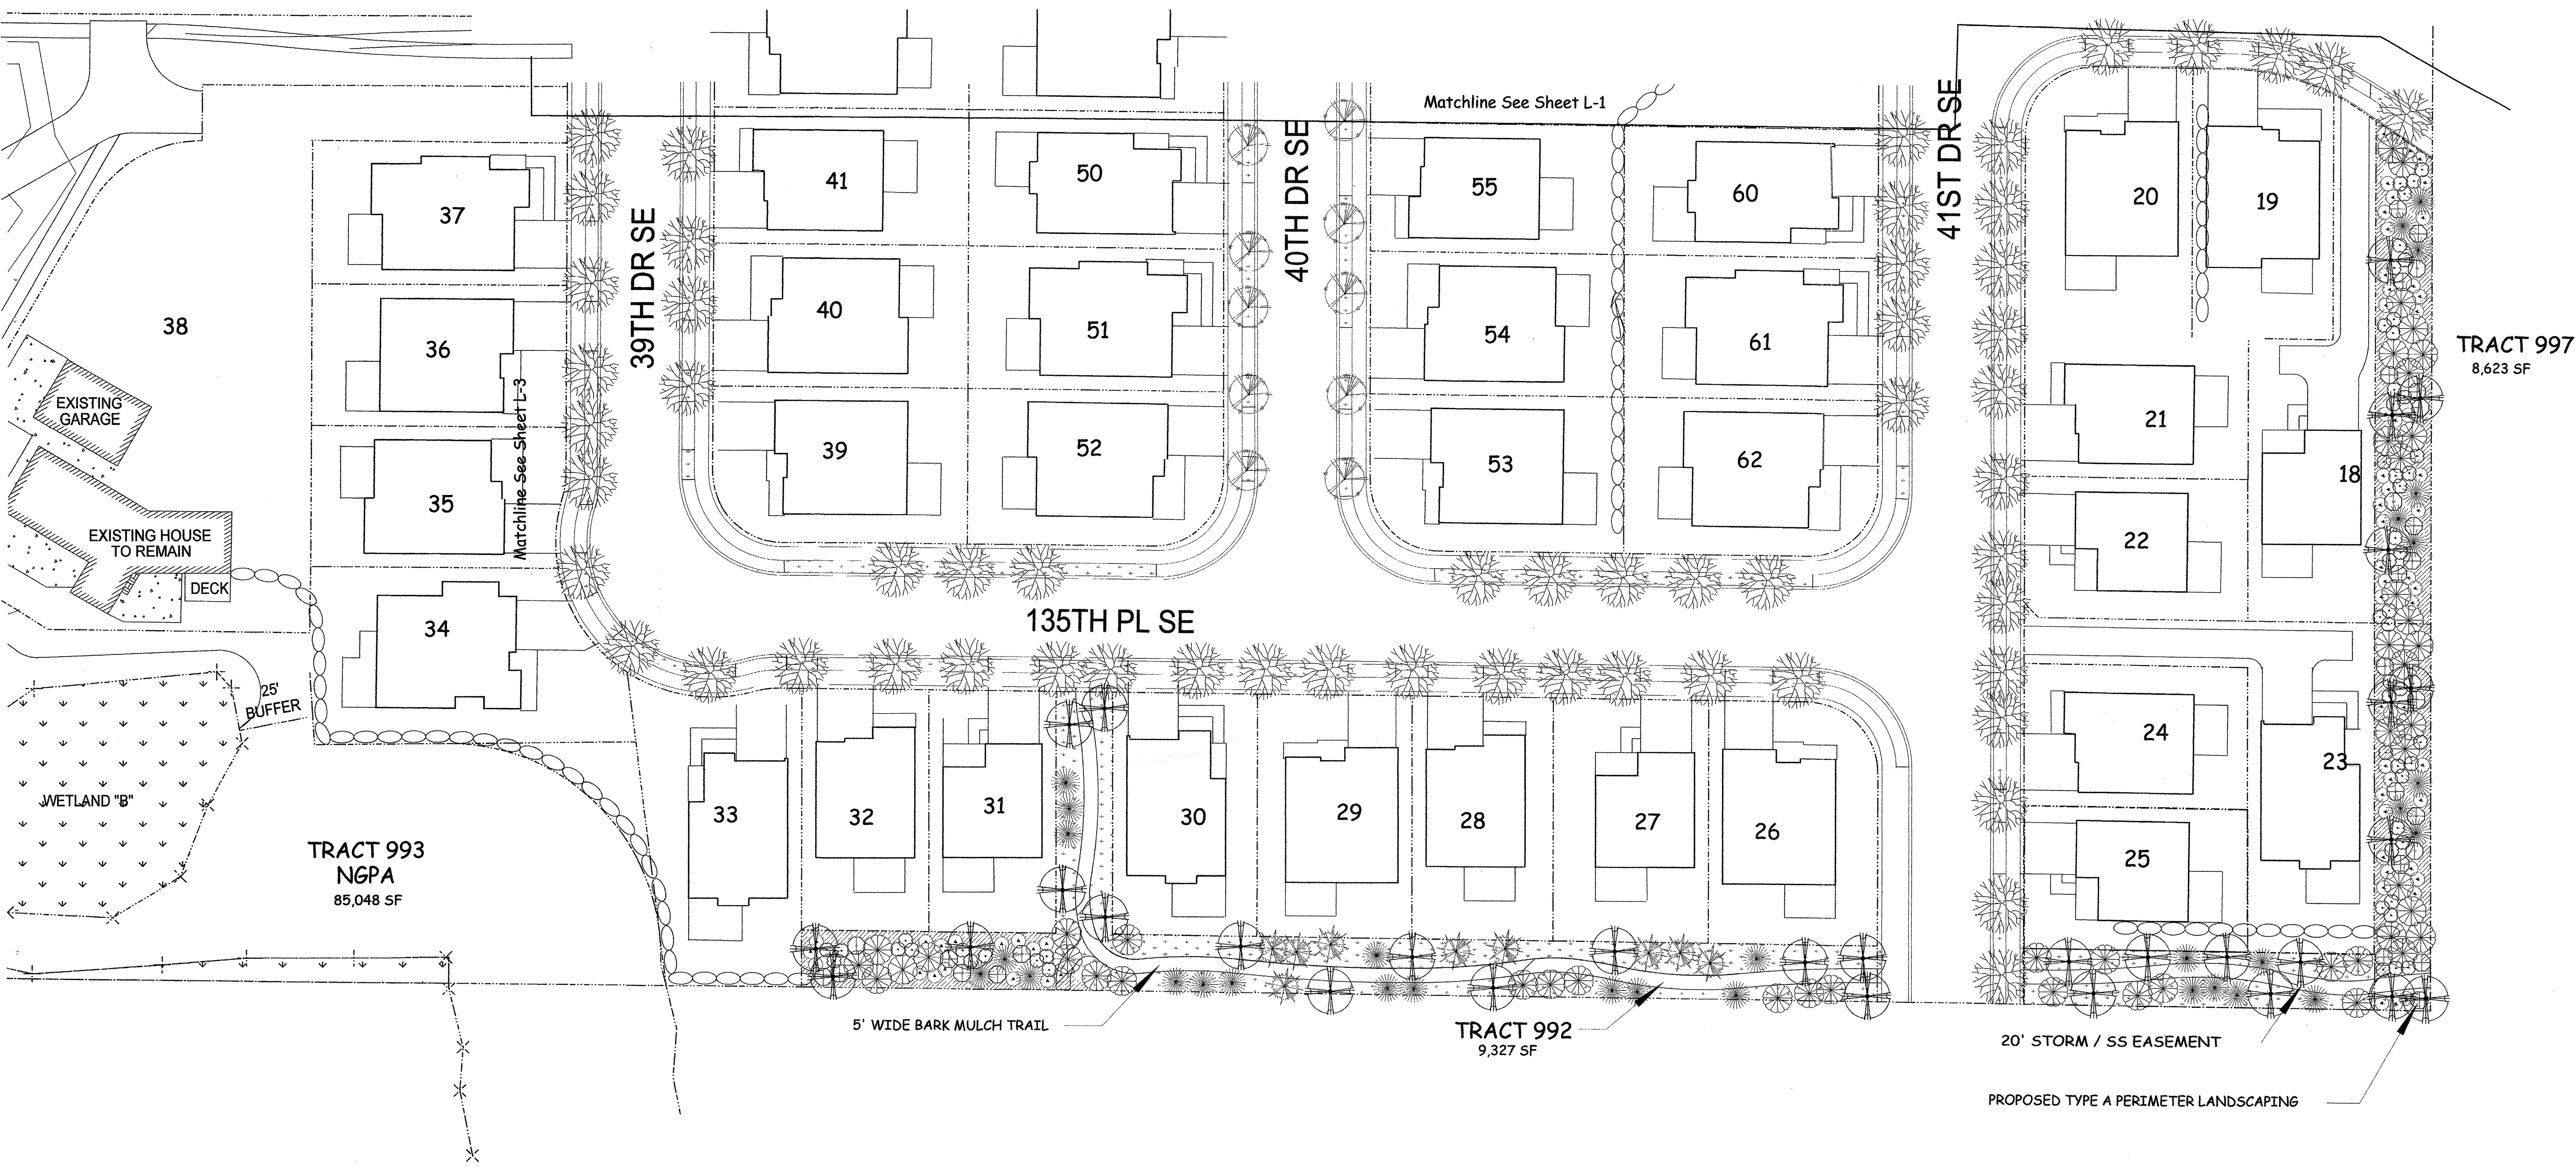 Matchline See Sheet L-1
41ST DR SE
40TH DR SE
39TH DR SE
41
50
55
60
20
19
37
40
51
54
61
38
36
TRACT 997
8,623 SF
Matchline See Sheet L-3
EXISTING
GARAGE
39
52
53
62
21
18
35
22
EXISTING HOUSE
TO REMAIN
DECK
34
135TH PL SE
25'
BUFFER
WETLAND "B"
33
32
31
30
29
28
27
26
24
23
25
TRACT 993
NGPA
85,048 SF
5' WIDE BARK MULCH TRAIL
TRACT 992
9,327 SF
20' STORM / SS EASEMENT
PROPOSED TYPE A PERIMETER LANDSCAPING